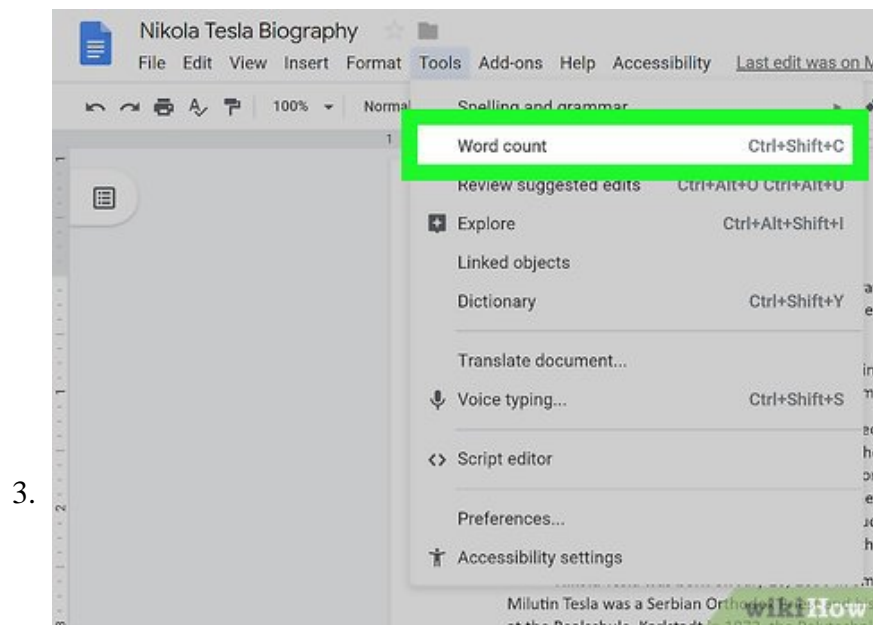 Nikola Tesla Biography
File Edit View Insert Format Tools Add-ons Help Accessibility Last edit was on
100% Normal Spelling and grammar
1
Word count Ctrl+Shift+C
Review suggested edits Ctrl+Alt+O Ctrl+Alt+U
Explore Ctrl+Alt+Shift+I
Linked objects
Dictionary Ctrl+Shift+Y
Translate document...
1
Voice typing... Ctrl+Shift+S
Script editor
3.
2
Preferences...
Accessibility settings
Milutin Tesla was a Serbian
wikiHow